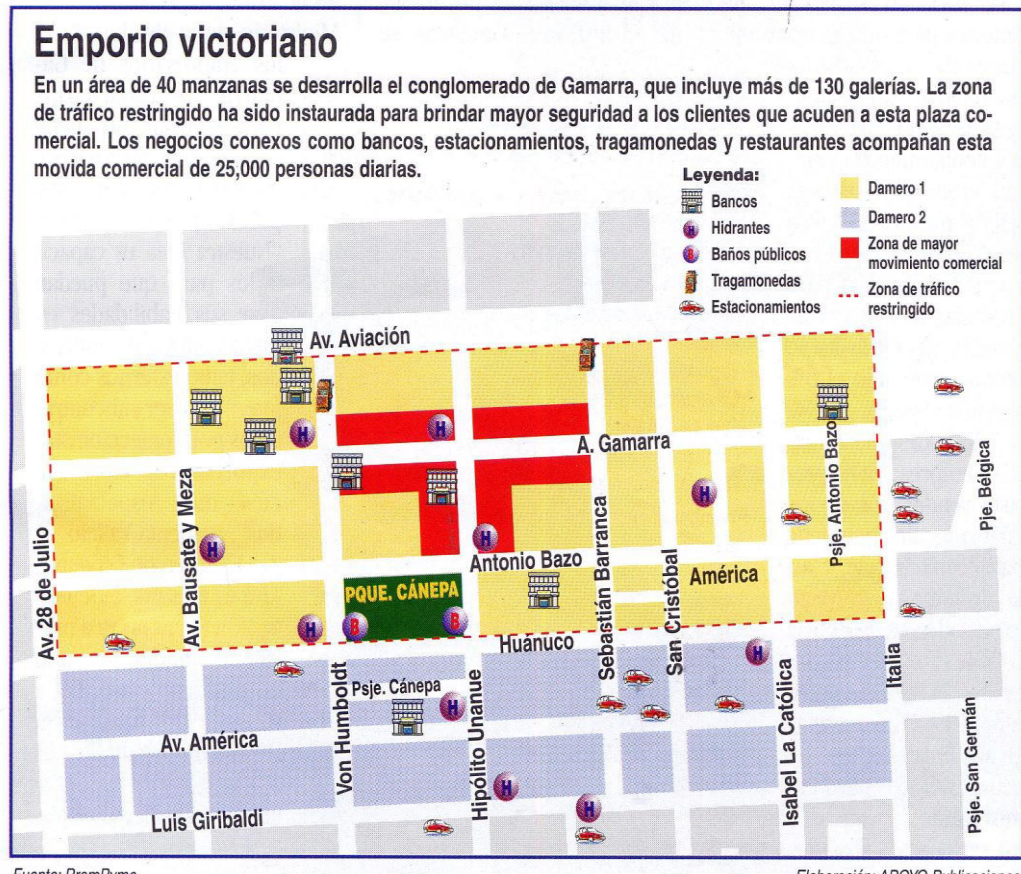 Emporio victoriano
En un área de 40 manzanas se desarrolla el conglomerado de Gamarra, que incluye más de 130 galerías. La zona
de tráfico restringido ha sido instaurada para brindar mayor seguridad a los clientes que acuden a esta plaza co-
mercial. Los negocios conexos como bancos, estacionamientos, tragamonedas y restaurantes acompañan esta
movida comercial de 25,000 personas diarias.
Leyenda:
Bancos
H Hidrantes
B Baños públicos
Tragamonedas
Estacionamientos
Damero 1
Damero 2
Zona de mayor
movimiento comercial
Zona de tráfico
restringido
Av. Aviación
H
H
A. Gamarra
H
H
H
Av. 28 de Julio
Av. Bausate y Meza
Antonio Bazo
Sebastián Barranca
San Cristóbal
América
Psje. Antonio Bazo
Pje. Bélgica
PQUE. CÁNEPA
H
B
B
Huánuco
H
Von Humboldt
Psje. Cánepa
H
Hipólito Unanue
Isabel La Católica
Italia
Psje. San Germán
Av. América
H
H
Luis Giribaldi
Fuente: PromPyme
Elaboración: APOYO Publicaciones